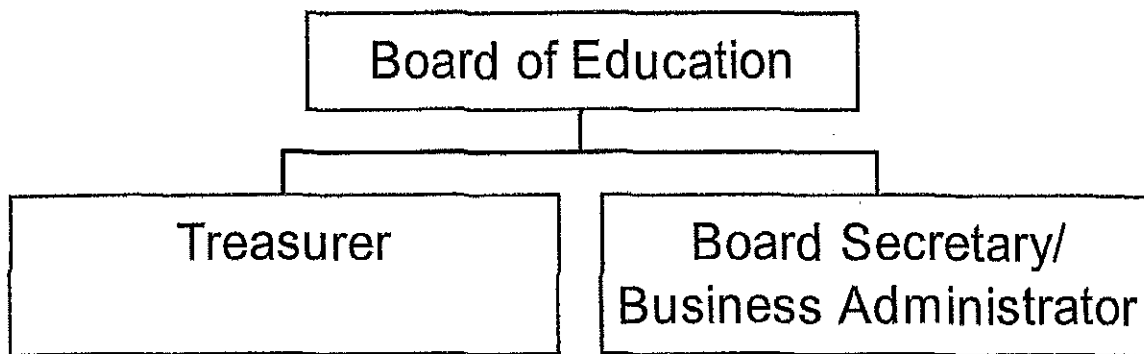 Board of Education
Treasurer
Board Secretary/
Business Administrator